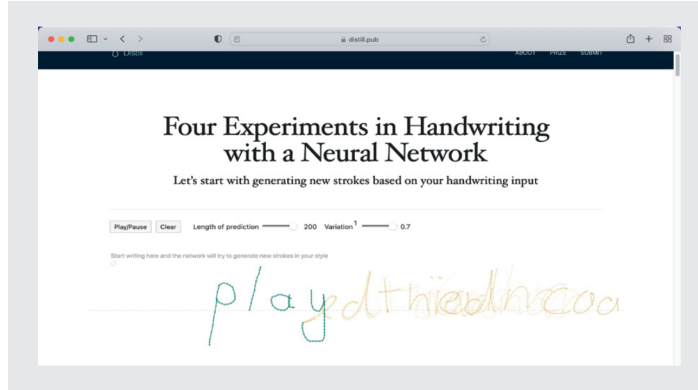 distill.pub
Distill ABOUT PRIZE SUBMIT
Four Experiments in Handwriting
with a Neural Network
Let's start with generating new strokes based on your handwriting input
Play/Pause Clear Length of prediction 200 Variation 1 0.7
Start writing here and the network will try to generate new strokes in your style
play